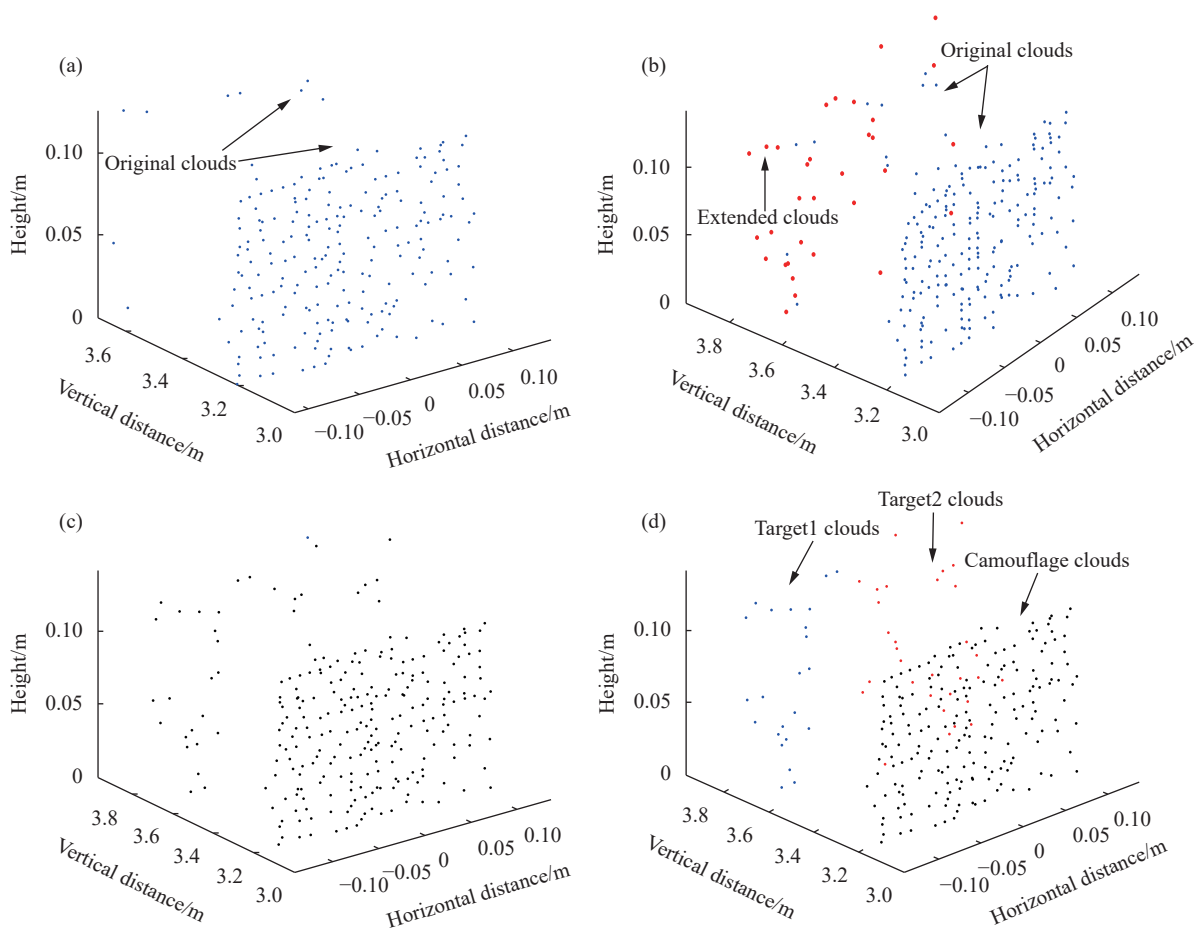 (a)
Original clouds
0.10
0.05
0
Height/m
3.6
3.4
3.2
3.0
Vertical distance/m
−0.10
−0.05
0
0.05
0.10
Horizontal distance/m
(b)
Original clouds
Extended clouds
0.10
0.05
0
Height/m
3.8
3.6
3.4
3.2
3.0
Vertical distance/m
−0.10
−0.05
0
0.05
0.10
Horizontal distance/m
(c)
0.10
0.05
0
Height/m
3.8
3.6
3.4
3.2
3.0
Vertical distance/m
−0.10
−0.05
0
0.05
0.10
Horizontal distance/m
(d)
Target2 clouds
Target1 clouds
Camouflage clouds
0.10
0.05
0
Height/m
3.8
3.6
3.4
3.2
3.0
Vertical distance/m
−0.10
−0.05
0
0.05
0.10
Horizontal distance/m